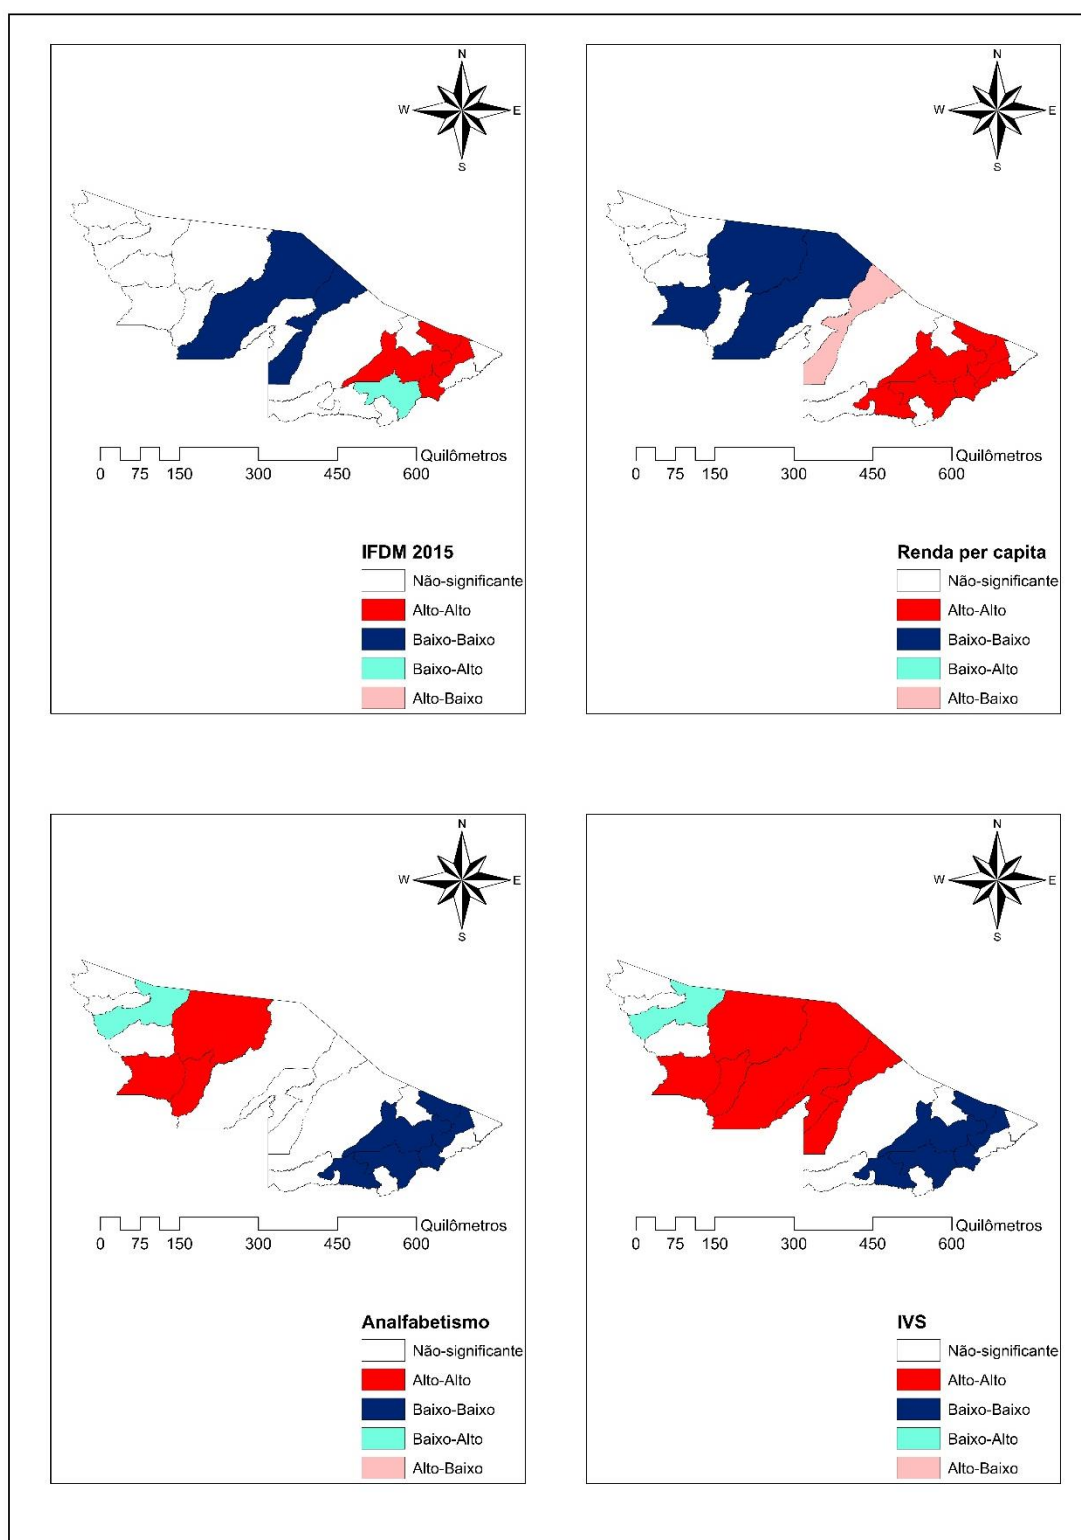 N
W E
S
0 75 150 300 450 600 Quilômetros
IFDM 2015
Não-significante
Alto-Alto
Baixo-Baixo
Baixo-Alto
Alto-Baixo
N
W E
S
0 75 150 300 450 600 Quilômetros
Renda per capita
Não-significante
Alto-Alto
Baixo-Baixo
Baixo-Alto
Alto-Baixo
N
W E
S
0 75 150 300 450 600 Quilômetros
Analfabetismo
Não-significante
Alto-Alto
Baixo-Baixo
Baixo-Alto
Alto-Baixo
N
W E
S
0 75 150 300 450 600 Quilômetros
IVS
Não-significante
Alto-Alto
Baixo-Baixo
Baixo-Alto
Alto-Baixo